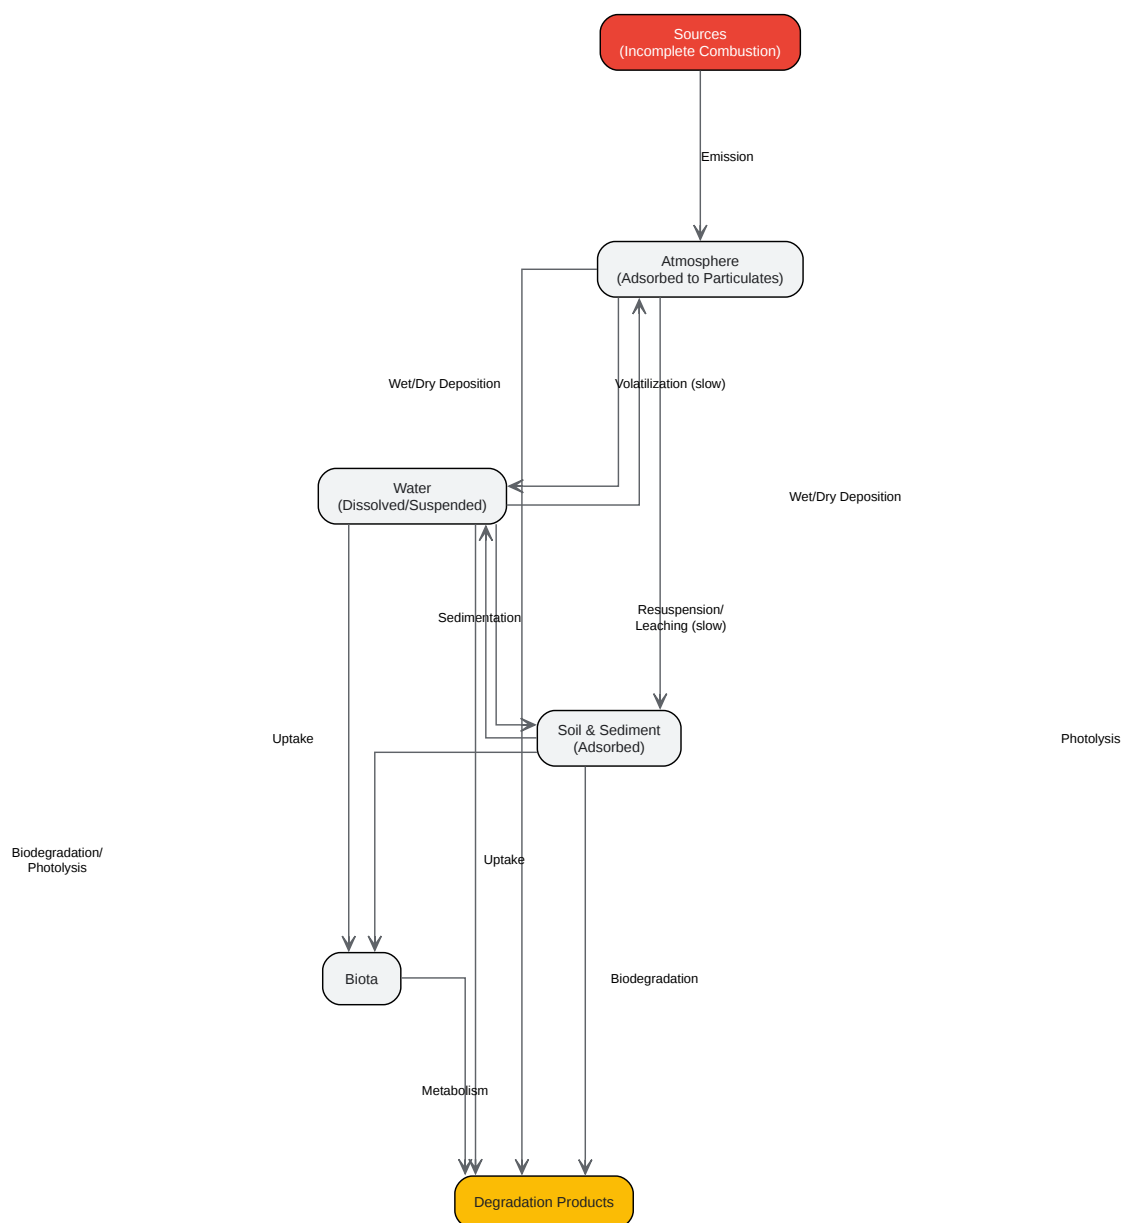 Sources
(Incomplete Combustion)
Emission
Atmosphere
(Adsorbed to Particulates)
Wet/Dry Deposition
Volatilization (slow)
Water
(Dissolved/Suspended)
Wet/Dry Deposition
Sedimentation
Resuspension/
Leaching (slow)
Soil & Sediment
(Adsorbed)
Uptake
Photolysis
Biodegradation/
Photolysis
Uptake
Biota
Biodegradation
Metabolism
Degradation Products